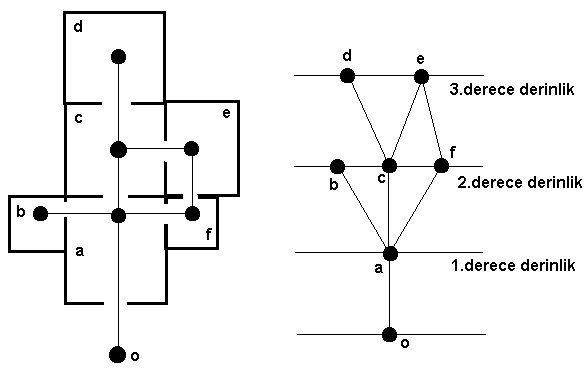 d
c
e
b
a
f
o
d
e
3.derece derinlik
f
b
c
2.derece derinlik
a
1.derece derinlik
o